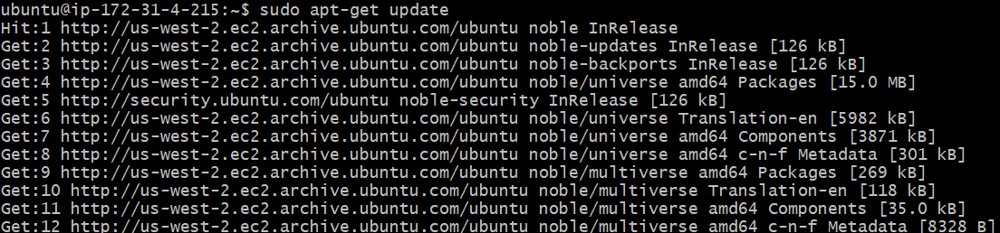 ubuntu@ip-172-31-4-215:~$ sudo apt-get update
Hit:1 http://us-west-2.ec2.archive.ubuntu.com/ubuntu noble InRelease
Get:2 http://us-west-2.ec2.archive.ubuntu.com/ubuntu noble-updates InRelease [126 kB]
Get:3 http://us-west-2.ec2.archive.ubuntu.com/ubuntu noble-backports InRelease [126 kB]
Get:4 http://us-west-2.ec2.archive.ubuntu.com/ubuntu noble/universe amd64 Packages [15.0 MB]
Get:5 http://security.ubuntu.com/ubuntu noble-security InRelease [126 kB]
Get:6 http://us-west-2.ec2.archive.ubuntu.com/ubuntu noble/universe Translation-en [5982 kB]
Get:7 http://us-west-2.ec2.archive.ubuntu.com/ubuntu noble/universe amd64 Components [3871 kB]
Get:8 http://us-west-2.ec2.archive.ubuntu.com/ubuntu noble/universe amd64 c-n-f Metadata [301 kB]
Get:9 http://us-west-2.ec2.archive.ubuntu.com/ubuntu noble/multiverse amd64 Packages [269 kB]
Get:10 http://us-west-2.ec2.archive.ubuntu.com/ubuntu noble/multiverse Translation-en [118 kB]
Get:11 http://us-west-2.ec2.archive.ubuntu.com/ubuntu noble/multiverse amd64 Components [35.0 kB]
Get:12 http://us-west-2.ec2.archive.ubuntu.com/ubuntu noble/multiverse amd64 c-n-f Metadata [8328 B]